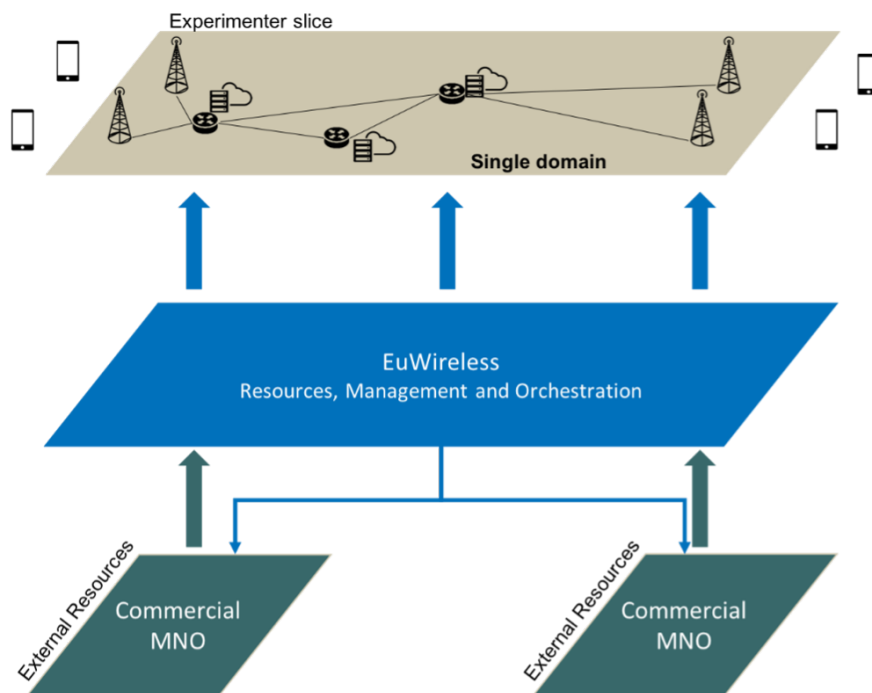 Experimenter slice
Single domain
EuWireless
Resources, Management and Orchestration
External Resources
Commercial
MNO
External Resources
Commercial
MNO